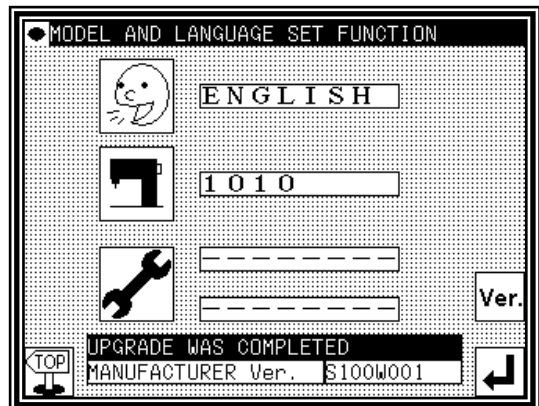 MODEL AND LANGUAGE SET FUNCTION
ENGLISH
1010
--------
--------
Ver.
UPGRADE WAS COMPLETED
TOP
MANUFACTURER Ver. S100W001